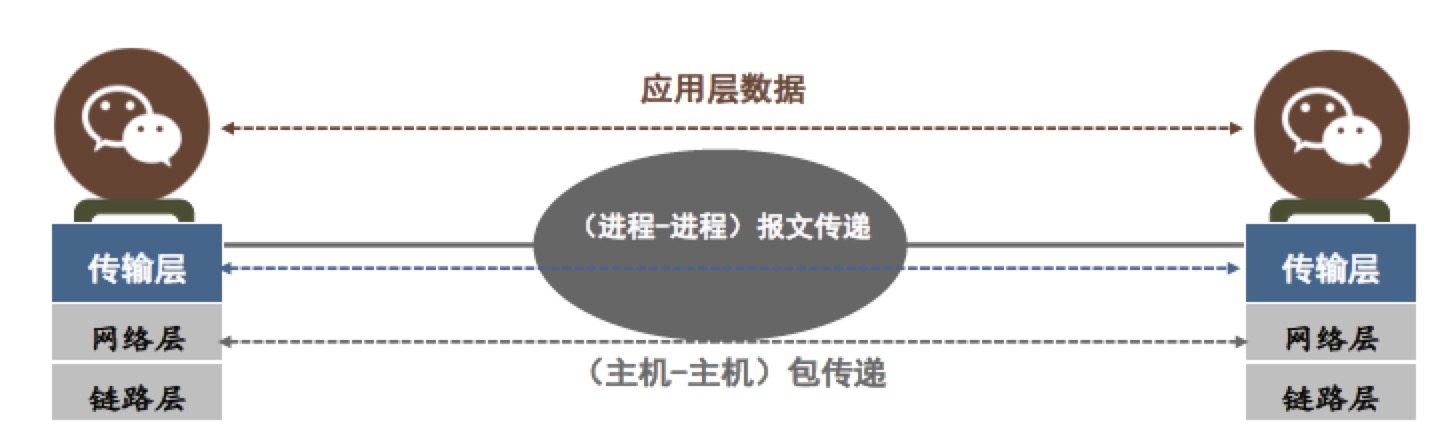 应用层数据
（进程-进程）报文传递
传输层
传输层
网络层
网络层
（主机-主机）包传递
链路层
链路层